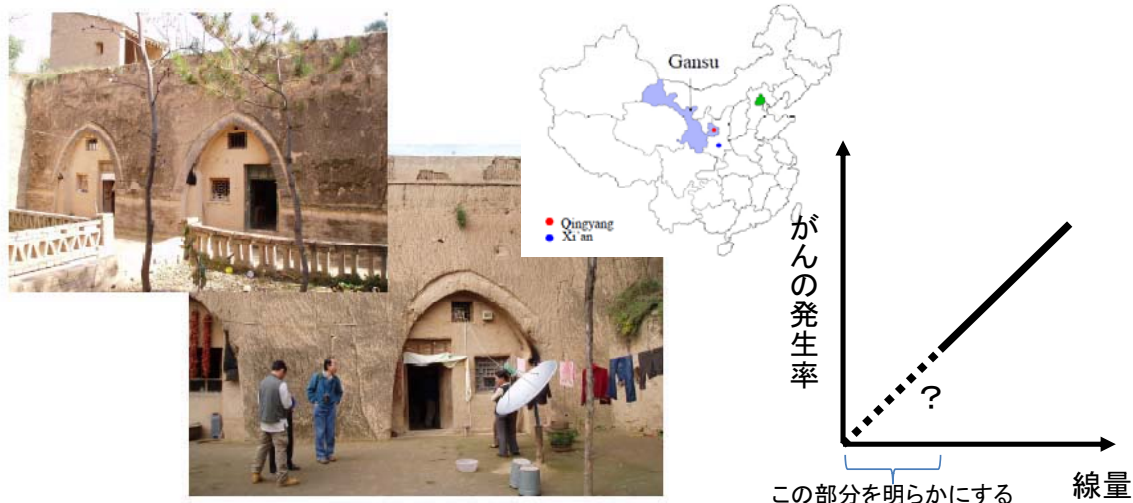 Gansu
Qingyang
Xi'an
がんの発生率
?
この部分を明らかにする
線量